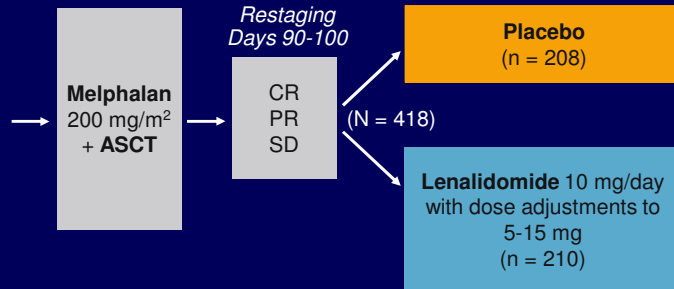 Restaging
Days 90-100
Melphalan
200 mg/m²
+ ASCT
CR
PR
SD
(N = 418)
Placebo
(n = 208)
Lenalidomide 10 mg/day
with dose adjustments to
5-15 mg
(n = 210)